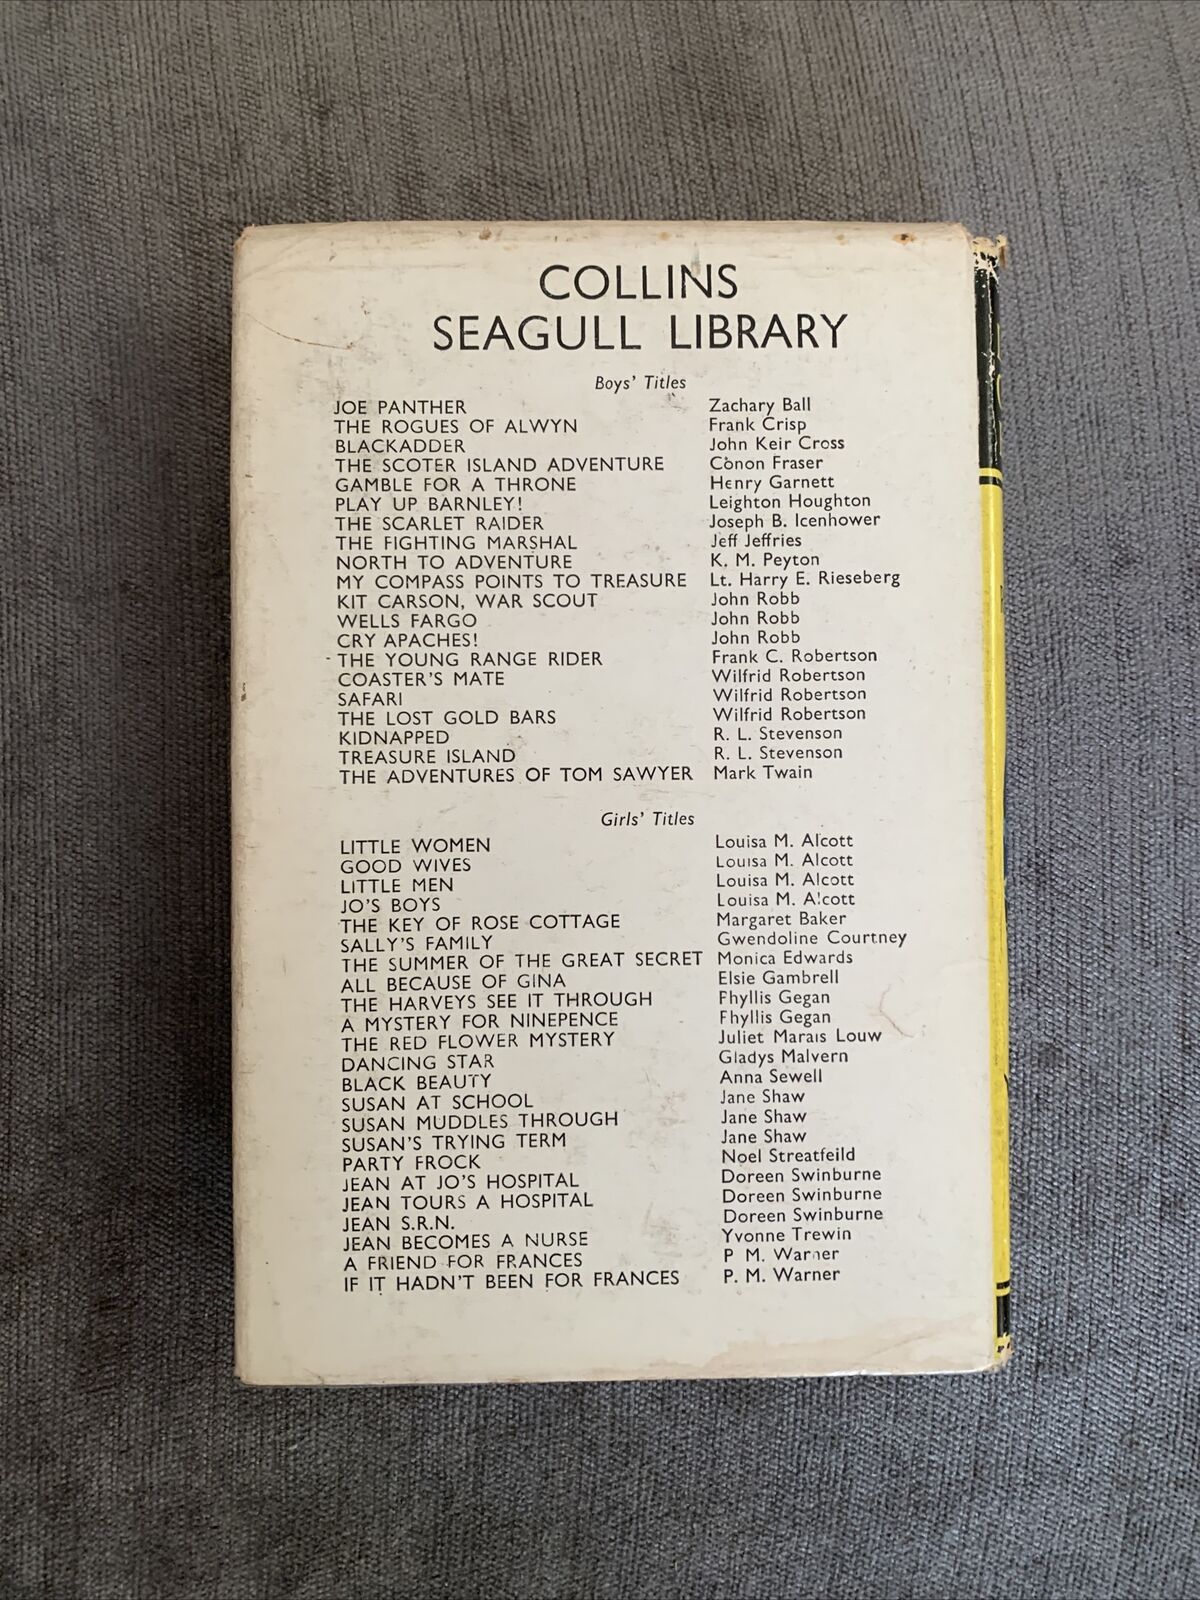 COLLINS
SEAGULL LIBRARY
Boys' Titles
JOE PANTHER Zachary Ball
THE ROGUES OF ALWYN Frank Crisp
BLACKADDER John Keir Cross
THE SCOTER ISLAND ADVENTURE Conon Fraser
GAMBLE FOR A THRONE Henry Garnett
PLAY UP BARNLEY! Leighton Houghton
THE SCARLET RAIDER Joseph B. Icenhower
THE FIGHTING MARSHAL Jeff Jeffries
NORTH TO ADVENTURE K. M. Peyton
MY COMPASS POINTS TO TREASURE Lt. Harry E. Rieseberg
KIT CARSON, WAR SCOUT John Robb
WELLS FARGO John Robb
CRY APACHES! John Robb
THE YOUNG RANGE RIDER Frank C. Robertson
COASTER'S MATE Wilfrid Robertson
SAFARI Wilfrid Robertson
THE LOST GOLD BARS Wilfrid Robertson
KIDNAPPED R. L. Stevenson
TREASURE ISLAND R. L. Stevenson
THE ADVENTURES OF TOM SAWYER Mark Twain
Girls' Titles
LITTLE WOMEN Louisa M. Alcott
GOOD WIVES Louisa M. Alcott
LITTLE MEN Louisa M. Alcott
JO'S BOYS Louisa M. Alcott
THE KEY OF ROSE COTTAGE Margaret Baker
SALLY'S FAMILY Gwendoline Courtney
THE SUMMER OF THE GREAT SECRET Monica Edwards
ALL BECAUSE OF GINA Elsie Gambrell
THE HARVEYS SEE IT THROUGH Phyllis Gegan
A MYSTERY FOR NINEPENCE Phyllis Gegan
THE RED FLOWER MYSTERY Juliet Marais Louw
DANCING STAR Gladys Malvern
BLACK BEAUTY Anna Sewell
SUSAN AT SCHOOL Jane Shaw
SUSAN MUDDLES THROUGH Jane Shaw
SUSAN'S TRYING TERM Jane Shaw
PARTY FROCK Noel Streatfeild
JEAN AT JO'S HOSPITAL Doreen Swinburne
JEAN TOURS A HOSPITAL Doreen Swinburne
JEAN S.R.N. Doreen Swinburne
JEAN BECOMES A NURSE Yvonne Trewin
A FRIEND FOR FRANCES P M. Warner
IF IT HADN'T BEEN FOR FRANCES P. M. Warner